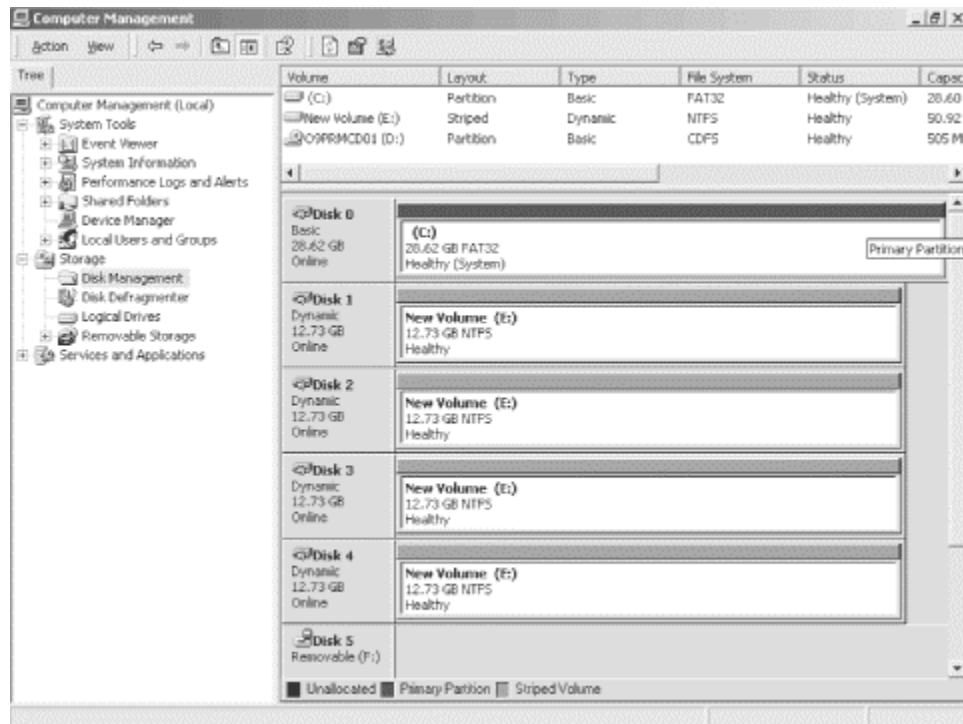 Computer Management
Action View
Tree
Computer Management (Local)
System Tools
Event Viewer
System Information
Performance Logs and Alerts
Shared Folders
Device Manager
Local Users and Groups
Storage
Disk Management
Disk Defragmenter
Logical Drives
Removable Storage
Services and Applications
Volume Layout Type File System Status Capac
(C:) Partition Basic FAT32 Healthy (System) 28.60
New Volume (E:) Striped Dynamic NTFS Healthy 50.92
O9PRMCD01 (D:) Partition Basic CDFS Healthy 505 M
Disk 0
Basic
28.62 GB
Online
(C:)
28.62 GB FAT32
Healthy (System)
Primary Partition
Disk 1
Dynamic
12.73 GB
Online
New Volume (E:)
12.73 GB NTFS
Healthy
Disk 2
Dynamic
12.73 GB
Online
New Volume (E:)
12.73 GB NTFS
Healthy
Disk 3
Dynamic
12.73 GB
Online
New Volume (E:)
12.73 GB NTFS
Healthy
Disk 4
Dynamic
12.73 GB
Online
New Volume (E:)
12.73 GB NTFS
Healthy
Disk 5
Removable (F:)
Unallocated Primary Partition Striped Volume